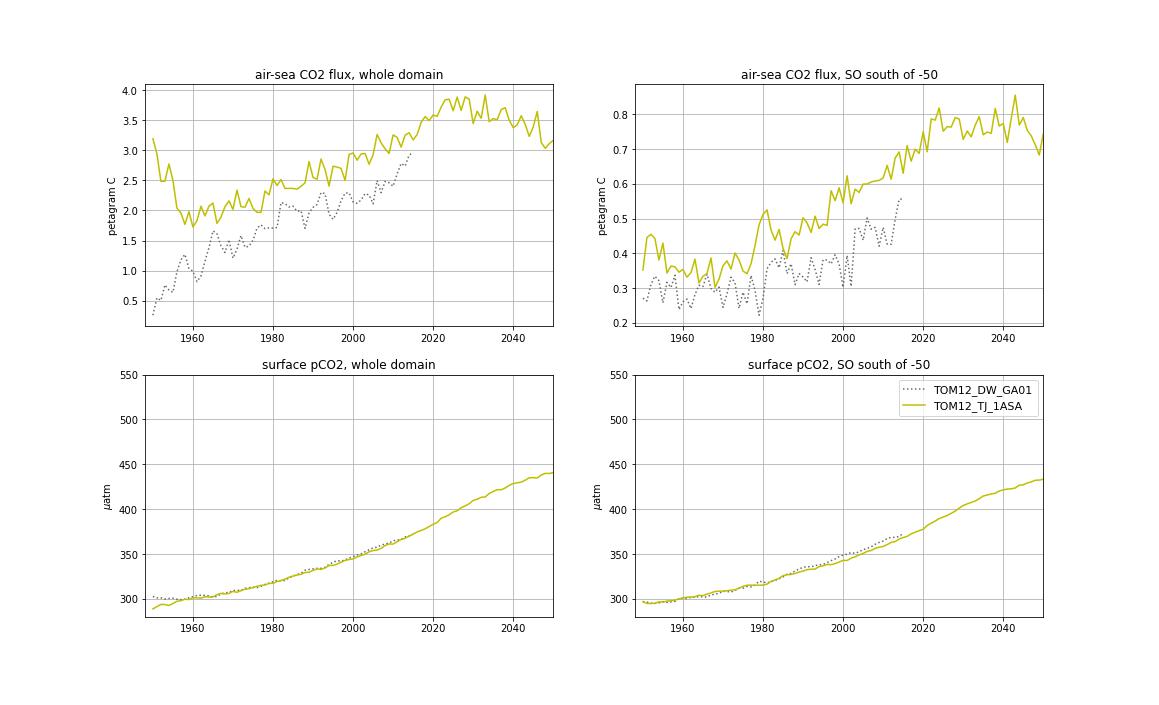 air-sea CO2 flux, whole domain
petagram C
4.0
3.5
3.0
2.5
2.0
1.5
1.0
0.5
1960 1980 2000 2020 2040
air-sea CO2 flux, SO south of -50
petagram C
0.8
0.7
0.6
0.5
0.4
0.3
0.2
1960 1980 2000 2020 2040
surface pCO2, whole domain
μatm
550
500
450
400
350
300
1960 1980 2000 2020 2040
surface pCO2, SO south of -50
μatm
550
500
450
400
350
300
1960 1980 2000 2020 2040
TOM12_DW_GA01
TOM12_TJ_1ASA